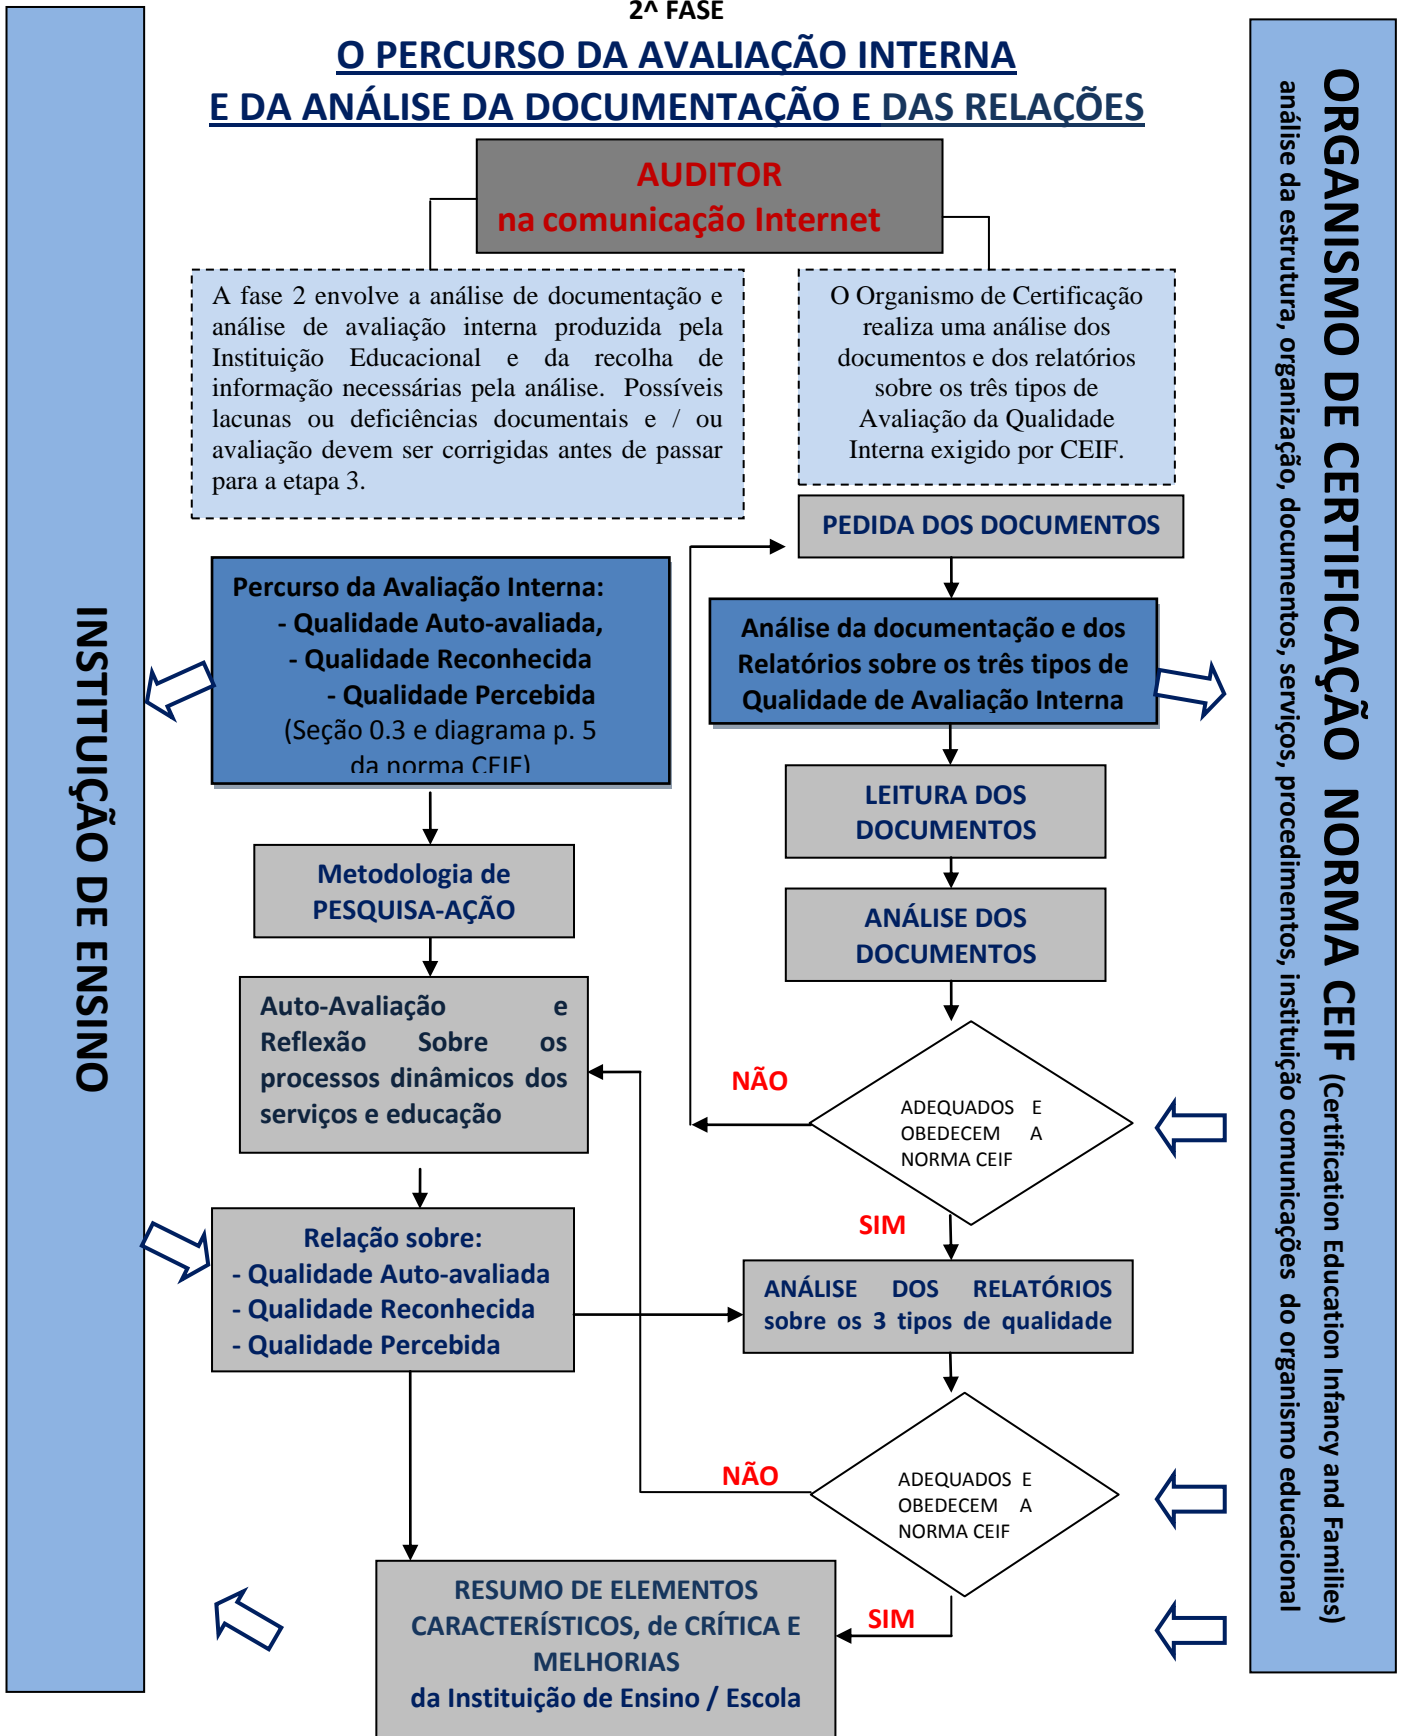 2^ FASE
O PERCURSO DA AVALIAÇÃO INTERNA
E DA ANÁLISE DA DOCUMENTAÇÃO E DAS RELAÇÕES
AUDITOR
na comunicação Internet
A fase 2 envolve a análise de documentação e
análise de avaliação interna produzida pela
Instituição Educacional e da recolha de
informação necessárias pela análise. Possíveis
lacunas ou deficiências documentais e / ou
avaliação devem ser corrigidas antes de passar
para a etapa 3.
O Organismo de Certificação
realiza uma análise dos
documentos e dos relatórios
sobre os três tipos de
Avaliação da Qualidade
Interna exigido por CEIF.
PEDIDA DOS DOCUMENTOS
Percurso da Avaliação Interna:
- Qualidade Auto-avaliada,
- Qualidade Reconhecida
- Qualidade Percebida
(Seção 0.3 e diagrama p. 5
da norma CEIF)
Análise da documentação e dos
Relatórios sobre os três tipos de
Qualidade de Avaliação Interna
LEITURA DOS
DOCUMENTOS
Metodologia de
PESQUISA-AÇÃO
ANÁLISE DOS
DOCUMENTOS
Auto-Avaliação e
Reflexão Sobre os
processos dinâmicos dos
serviços e educação
NÃO
ADEQUADOS E
OBEDECEM A
NORMA CEIF
SIM
Relação sobre:
- Qualidade Auto-avaliada
- Qualidade Reconhecida
- Qualidade Percebida
ANÁLISE DOS RELATÓRIOS
sobre os 3 tipos de qualidade
NÃO
ADEQUADOS E
OBEDECEM A
NORMA CEIF
SIM
RESUMO DE ELEMENTOS
CARACTERÍSTICOS, de CRÍTICA E
MELHORIAS
da Instituição de Ensino / Escola
INSTITUIÇÃO DE ENSINO
ORGANISMO DE CERTIFICAÇÃO NORMA CEIF (Certification Education Infancy and Families)
análise da estrutura, organização, documentos, serviços, procedimentos, instituição comunicações do organismo educacional